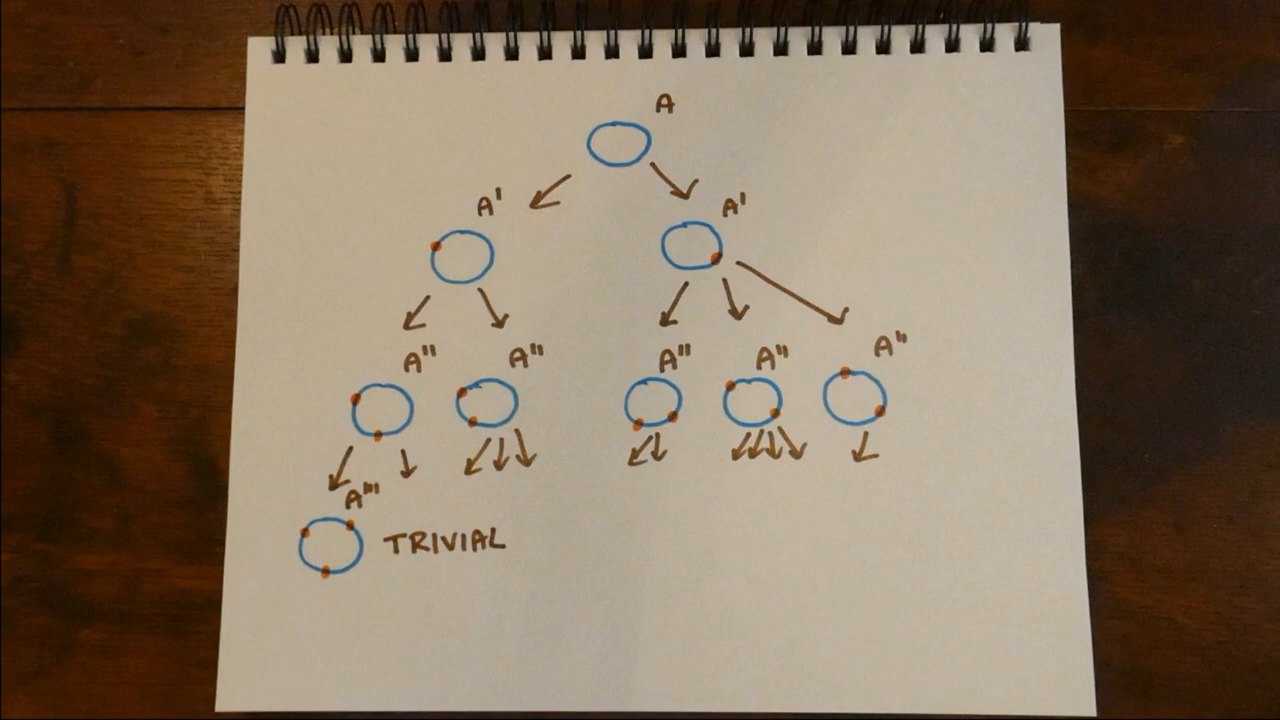 A
A' A'
A" A" A" A" A"
A'"
TRIVIAL